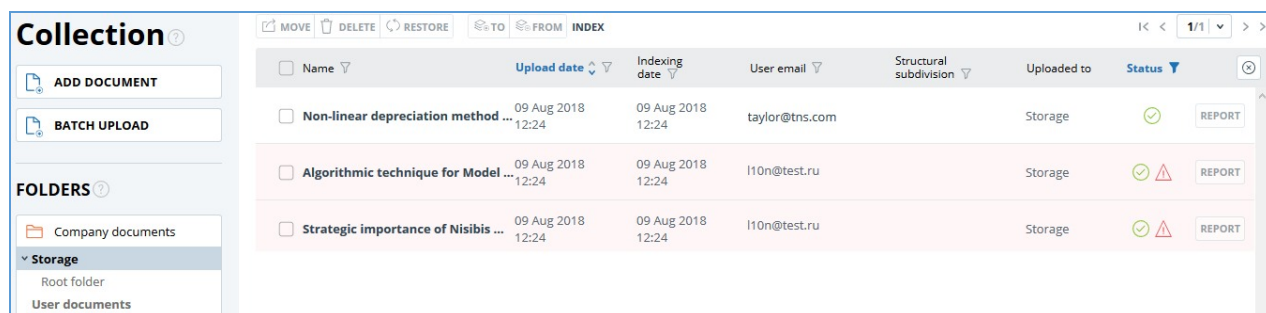 Collection
ADD DOCUMENT
BATCH UPLOAD
FOLDERS
Company documents
Storage
Root folder
User documents
MOVE DELETE RESTORE TO FROM INDEX 1/1
Name Upload date Indexing date User email Structural subdivision Uploaded to Status
Non-linear depreciation method ... 09 Aug 2018 12:24 09 Aug 2018 12:24 taylor@tns.com Storage REPORT
Algorithmic technique for Model ... 09 Aug 2018 12:24 09 Aug 2018 12:24 l10n@test.ru Storage REPORT
Strategic importance of Nisibis ... 09 Aug 2018 12:24 09 Aug 2018 12:24 l10n@test.ru Storage REPORT